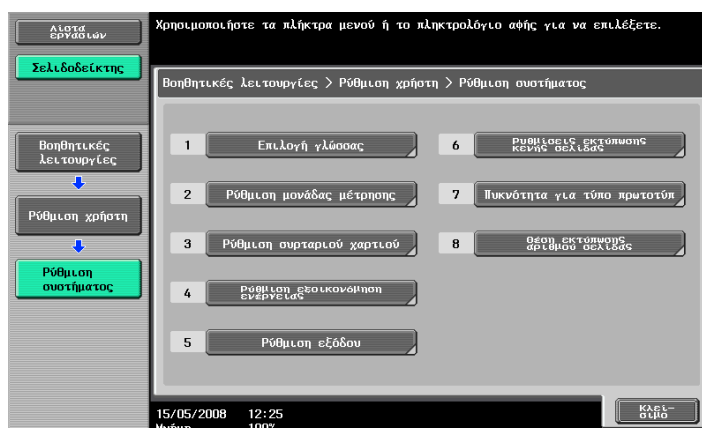 Λίστα
εργασιών
Χρησιμοποιήστε τα πλήκτρα μενού ή το πληκτρολόγιο αφής για να επιλέξετε.
Σελιδοδείκτης
Βοηθητικές λειτουργίες > Ρύθμιση χρήστη > Ρύθμιση συστήματος
Βοηθητικές
λειτουργίες
Ρύθμιση χρήστη
Ρύθμιση
συστήματος
1 Επιλογή γλώσσας
2 Ρύθμιση μονάδας μέτρησης
3 Ρύθμιση συρταριού χαρτιού
4 Ρύθμιση εξοικονόμηση
ενέργειας
5 Ρύθμιση εξόδου
6 Ρυθμίσεις εκτύπωσης
κενής σελίδας
7 Πυκνότητα για τύπο πρωτοτύπ
8 Θέση εκτύπωσης
αριθμού σελίδας
15/05/2008 12:25
Μνήμη 100%
Κλεί-
σιμο